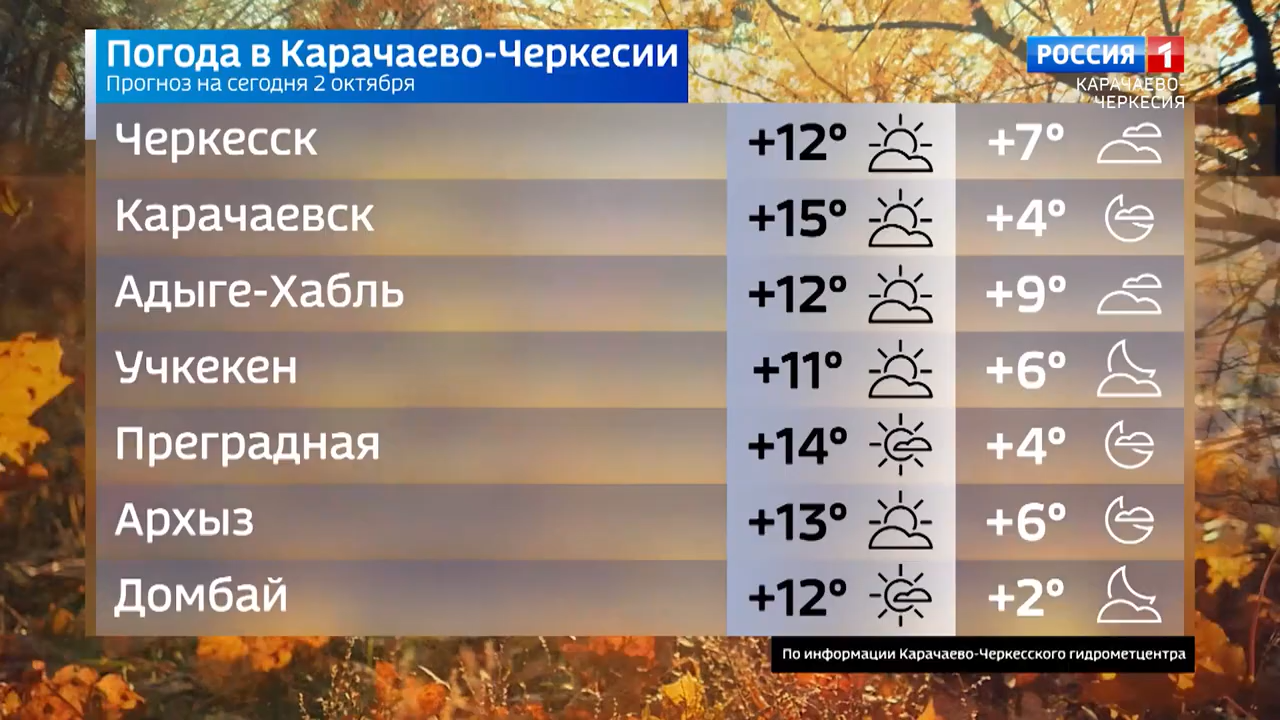 Погода в Карачаево-Черкесии
Прогноз на сегодня 2 октября
РОССИЯ 1
КАРАЧАЕВО-
ЧЕРКЕСИЯ
Черкесск +12° +7°
Карачаевск +15° +4°
Адыге-Хабль +12° +9°
Учкекен +11° +6°
Преградная +14° +4°
Архыз +13° +6°
Домбай +12° +2°
По информации Карачаево-Черкесского гидрометцентра